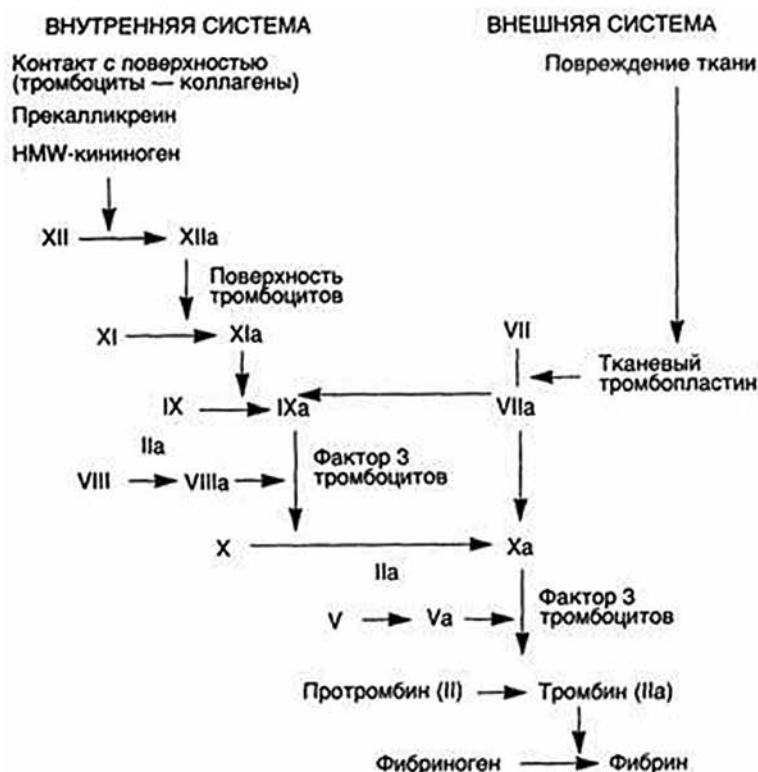 ВНУТРЕННЯЯ СИСТЕМА
ВНЕШНЯЯ СИСТЕМА
Контакт с поверхностью
(тромбоциты — коллагены)
Повреждение ткани
Прекалликреин
HMW-кининоген
XII
XIIa
Поверхность
тромбоцитов
XI
XIa
VII
Тканевый
тромбопластин
IX
IXa
VIIa
IIa
VIII
VIIIa
Фактор 3
тромбоцитов
X
Xa
IIa
V
Va
Фактор 3
тромбоцитов
Протромбин (II)
Тромбин (IIa)
Фибриноген
Фибрин